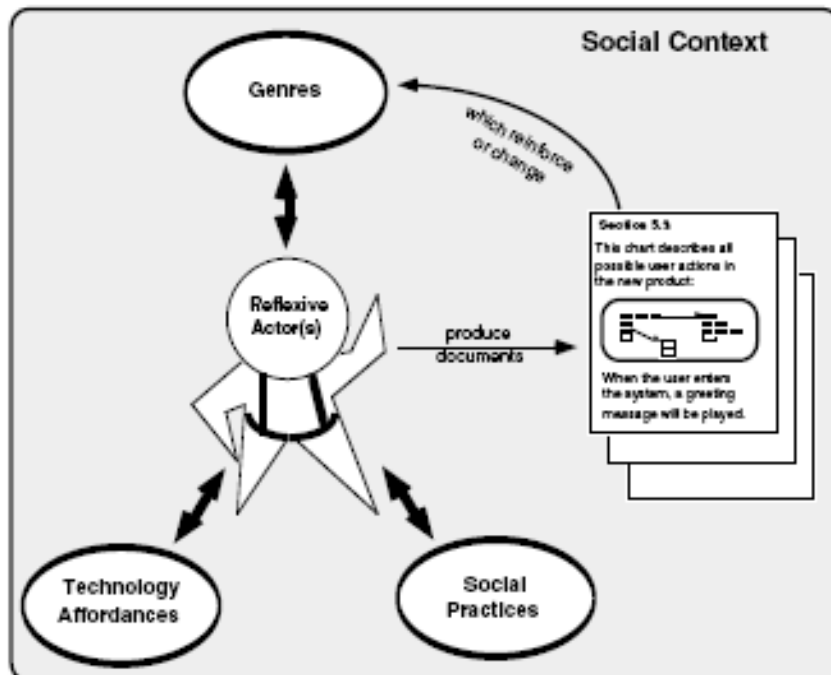 Social Context
Genres
which reinforce
or change
Section 5.5
This chart describes all
possible user actions in
the new product:
When the user enters
the system, a greeting
message will be played.
Reflexive
Actor(s)
produce
documents
Technology
Affordances
Social
Practices